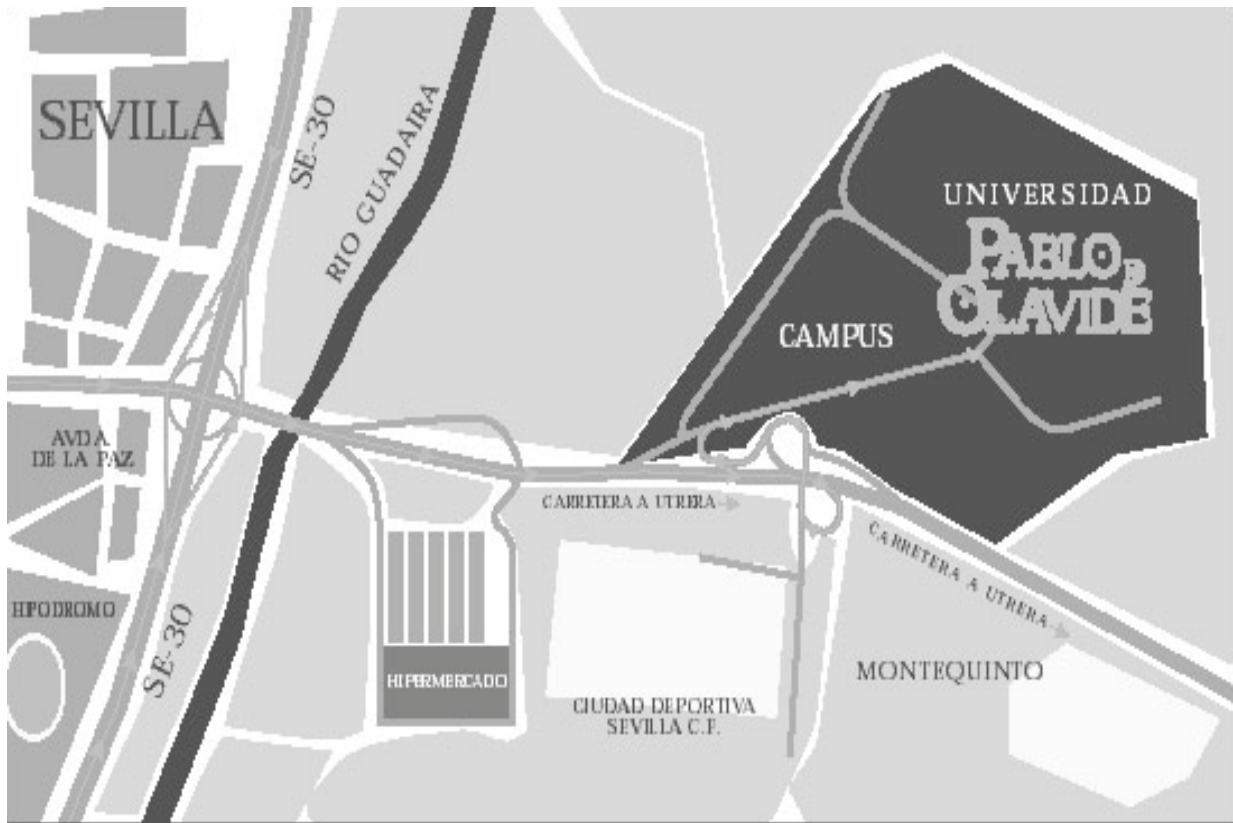 SEVILLA
SE-30
RIO GUADAIRA
UNIVERSIDAD
PABLO DE
OLAVIDE
CAMPUS
AVDA.
DE LA PAZ
CARRETERA A UTRERA
CARRETERA A UTRERA
HIPODROMO
SE-30
HIPERMERCADO
MONTEQUINTO
CIUDAD DEPORTIVA
SEVILLA C.F.